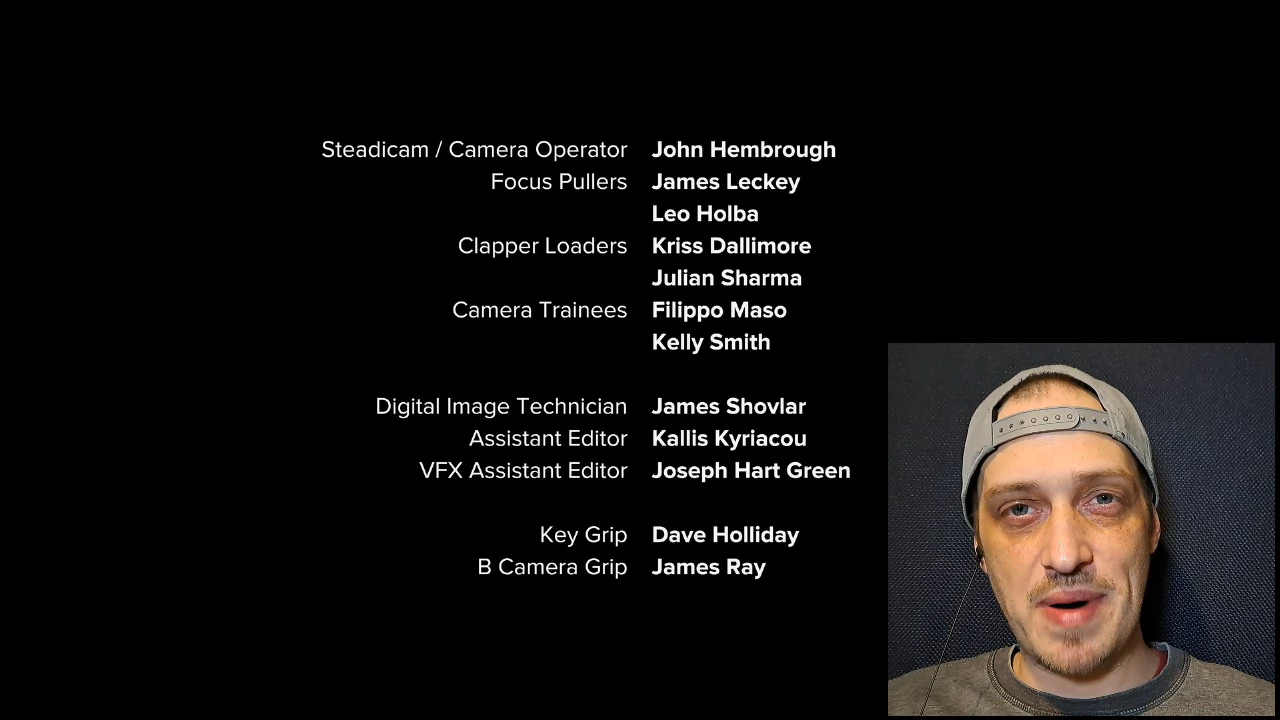 Steadicam / Camera Operator John Hembrough
Focus Pullers James Leckey
Leo Holba
Clapper Loaders Kriss Dallimore
Julian Sharma
Camera Trainees Filippo Maso
Kelly Smith
Digital Image Technician James Shovlar
Assistant Editor Kallis Kyriacou
VFX Assistant Editor Joseph Hart Green
Key Grip Dave Holliday
B Camera Grip James Ray